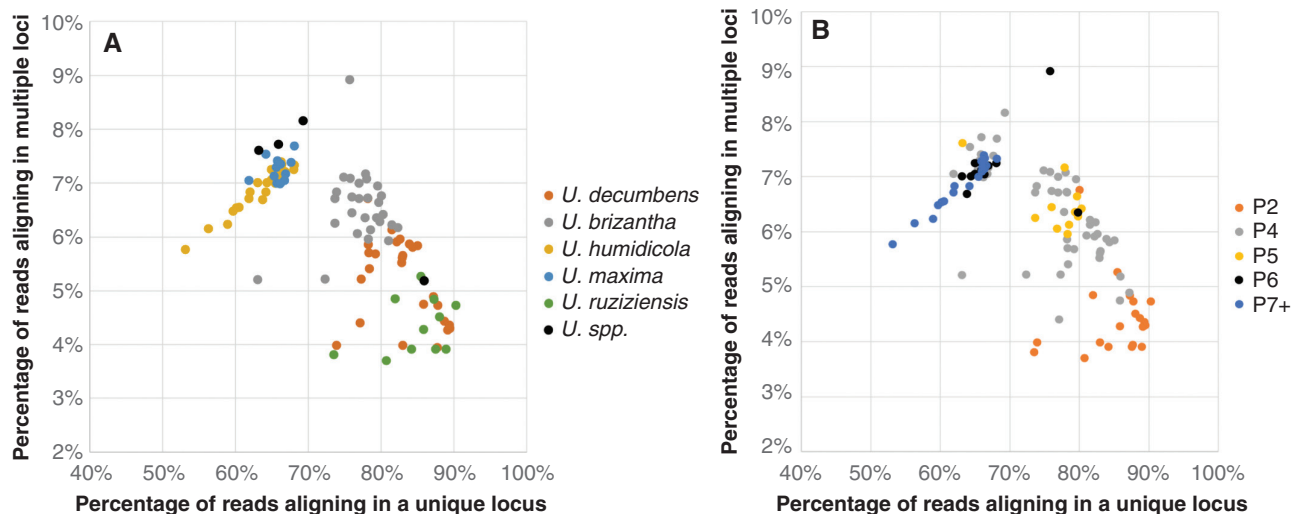 A
Percentage of reads aligning in multiple loci
10%
9%
8%
7%
6%
5%
4%
3%
2%
40% 50% 60% 70% 80% 90% 100%
Percentage of reads aligning in a unique locus
U. decumbens
U. brizantha
U. humidicola
U. maxima
U. ruziziensis
U. spp.
B
Percentage of reads aligning in multiple loci
10%
9%
8%
7%
6%
5%
4%
3%
2%
40% 50% 60% 70% 80% 90% 100%
Percentage of reads aligning in a unique locus
P2
P4
P5
P6
P7+